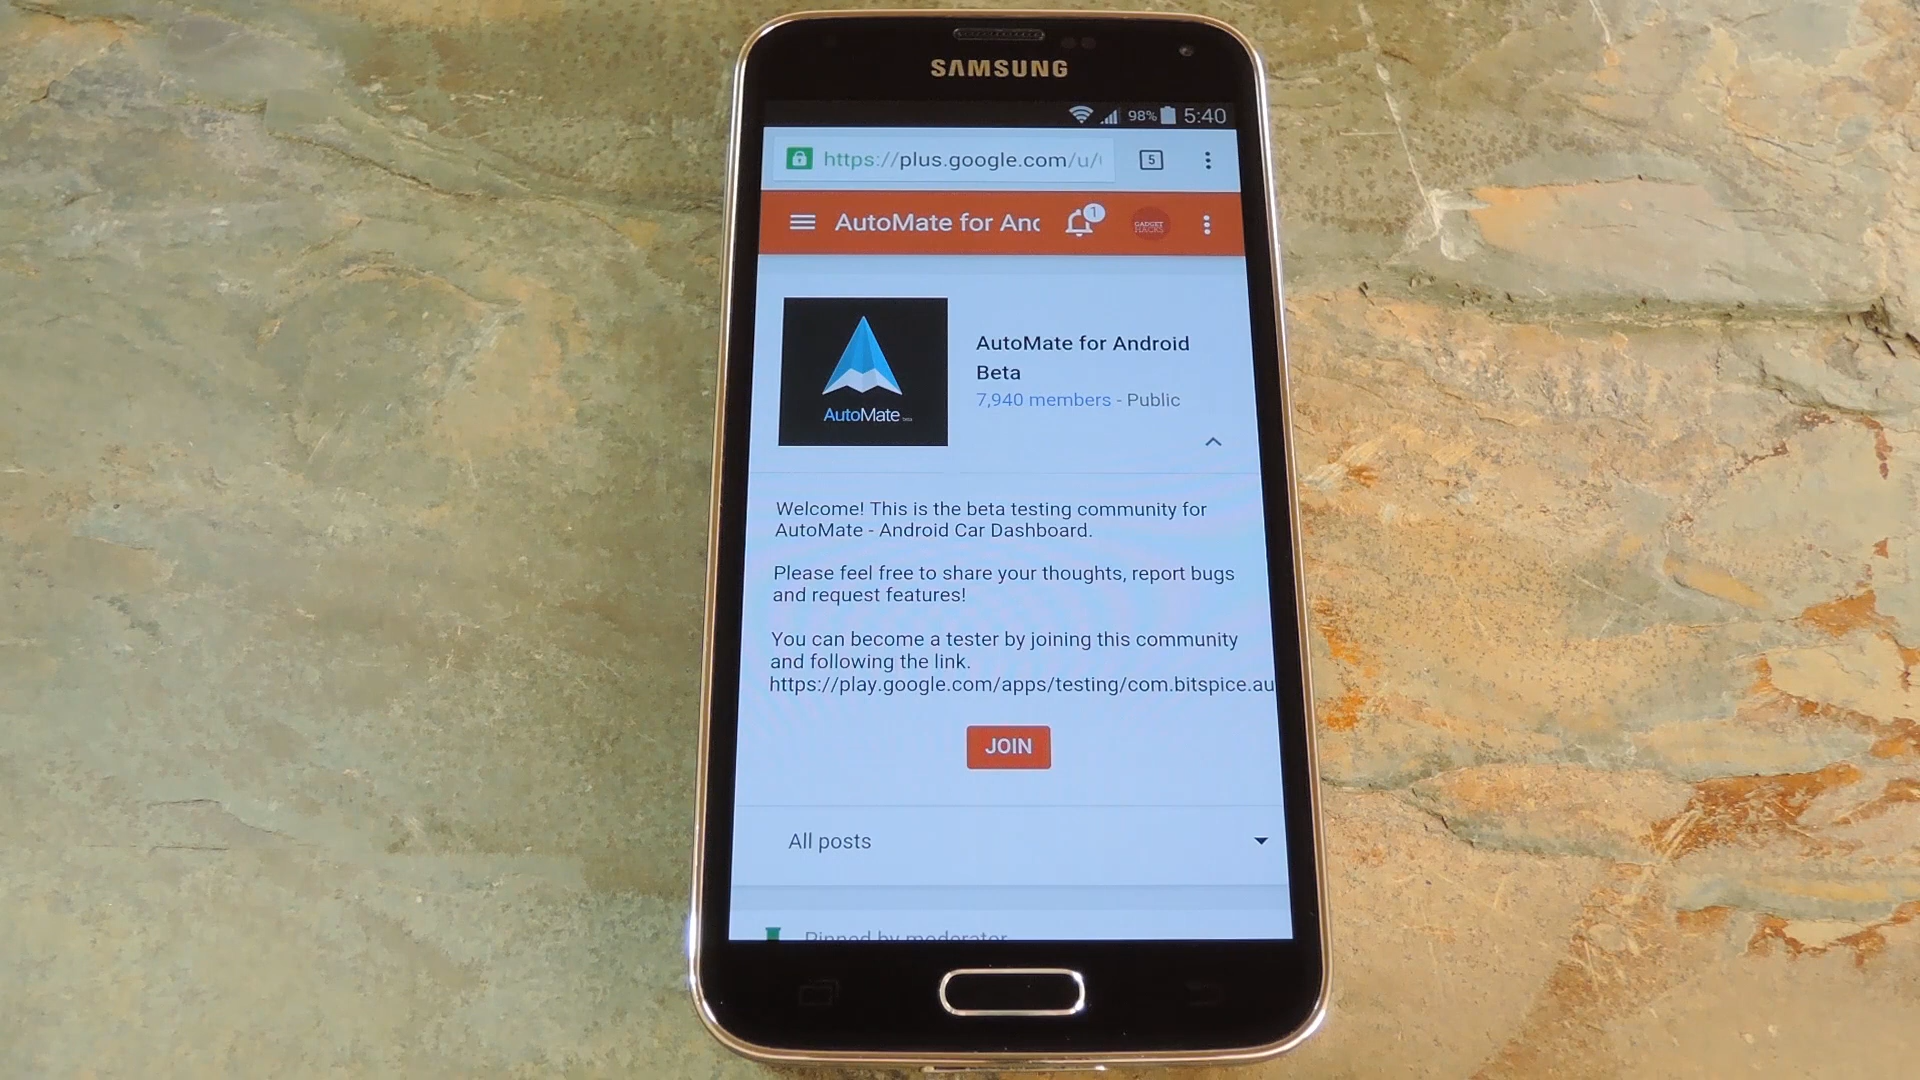 SAMSUNG
98% 5:40
https://plus.google.com/u/ 5
AutoMate for And 1
GADGET
HACKS
AutoMate
AutoMate for Android
Beta
7,940 members - Public
Welcome! This is the beta testing community for
AutoMate - Android Car Dashboard.
Please feel free to share your thoughts, report bugs
and request features!
You can become a tester by joining this community
and following the link.
https://play.google.com/apps/testing/com.bitspice.au
JOIN
All posts
Pinned by moderator